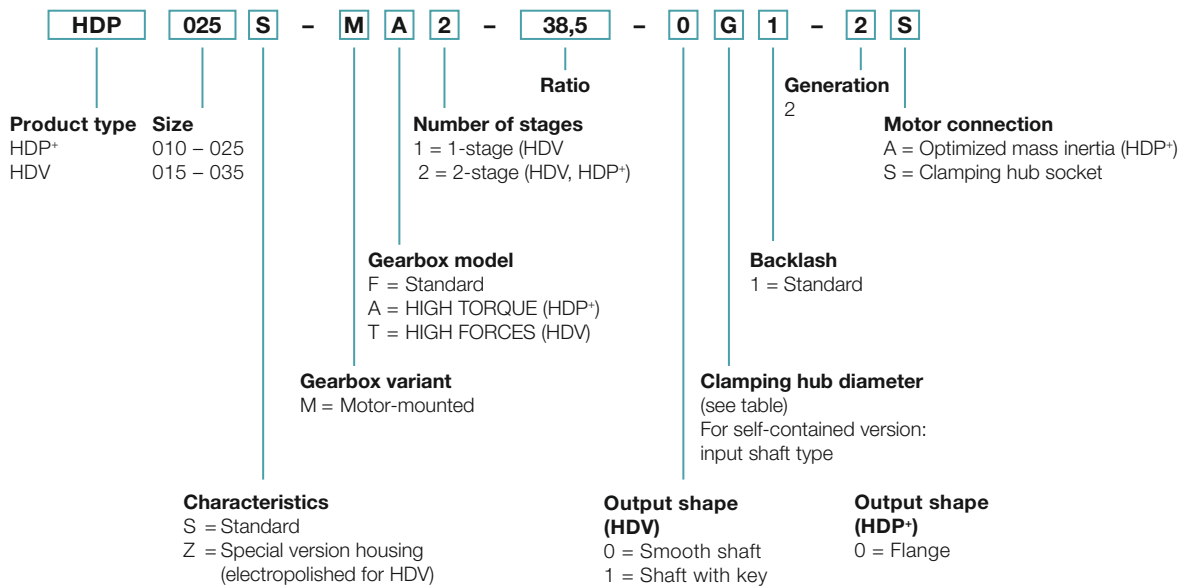 HDP 025 S – M A 2 – 38,5 – 0 G 1 – 2 S
Ratio
Generation
2
Product type
HDP+
HDV
Size
010 – 025
015 – 035
Number of stages
1 = 1-stage (HDV
2 = 2-stage (HDV, HDP+)
Motor connection
A = Optimized mass inertia (HDP+)
S = Clamping hub socket
Gearbox model
F = Standard
A = HIGH TORQUE (HDP+)
T = HIGH FORCES (HDV)
Backlash
1 = Standard
Gearbox variant
M = Motor-mounted
Clamping hub diameter
(see table)
For self-contained version:
input shaft type
Characteristics
S = Standard
Z = Special version housing
(electropolished for HDV)
Output shape
(HDV)
0 = Smooth shaft
1 = Shaft with key
Output shape
(HDP+)
0 = Flange